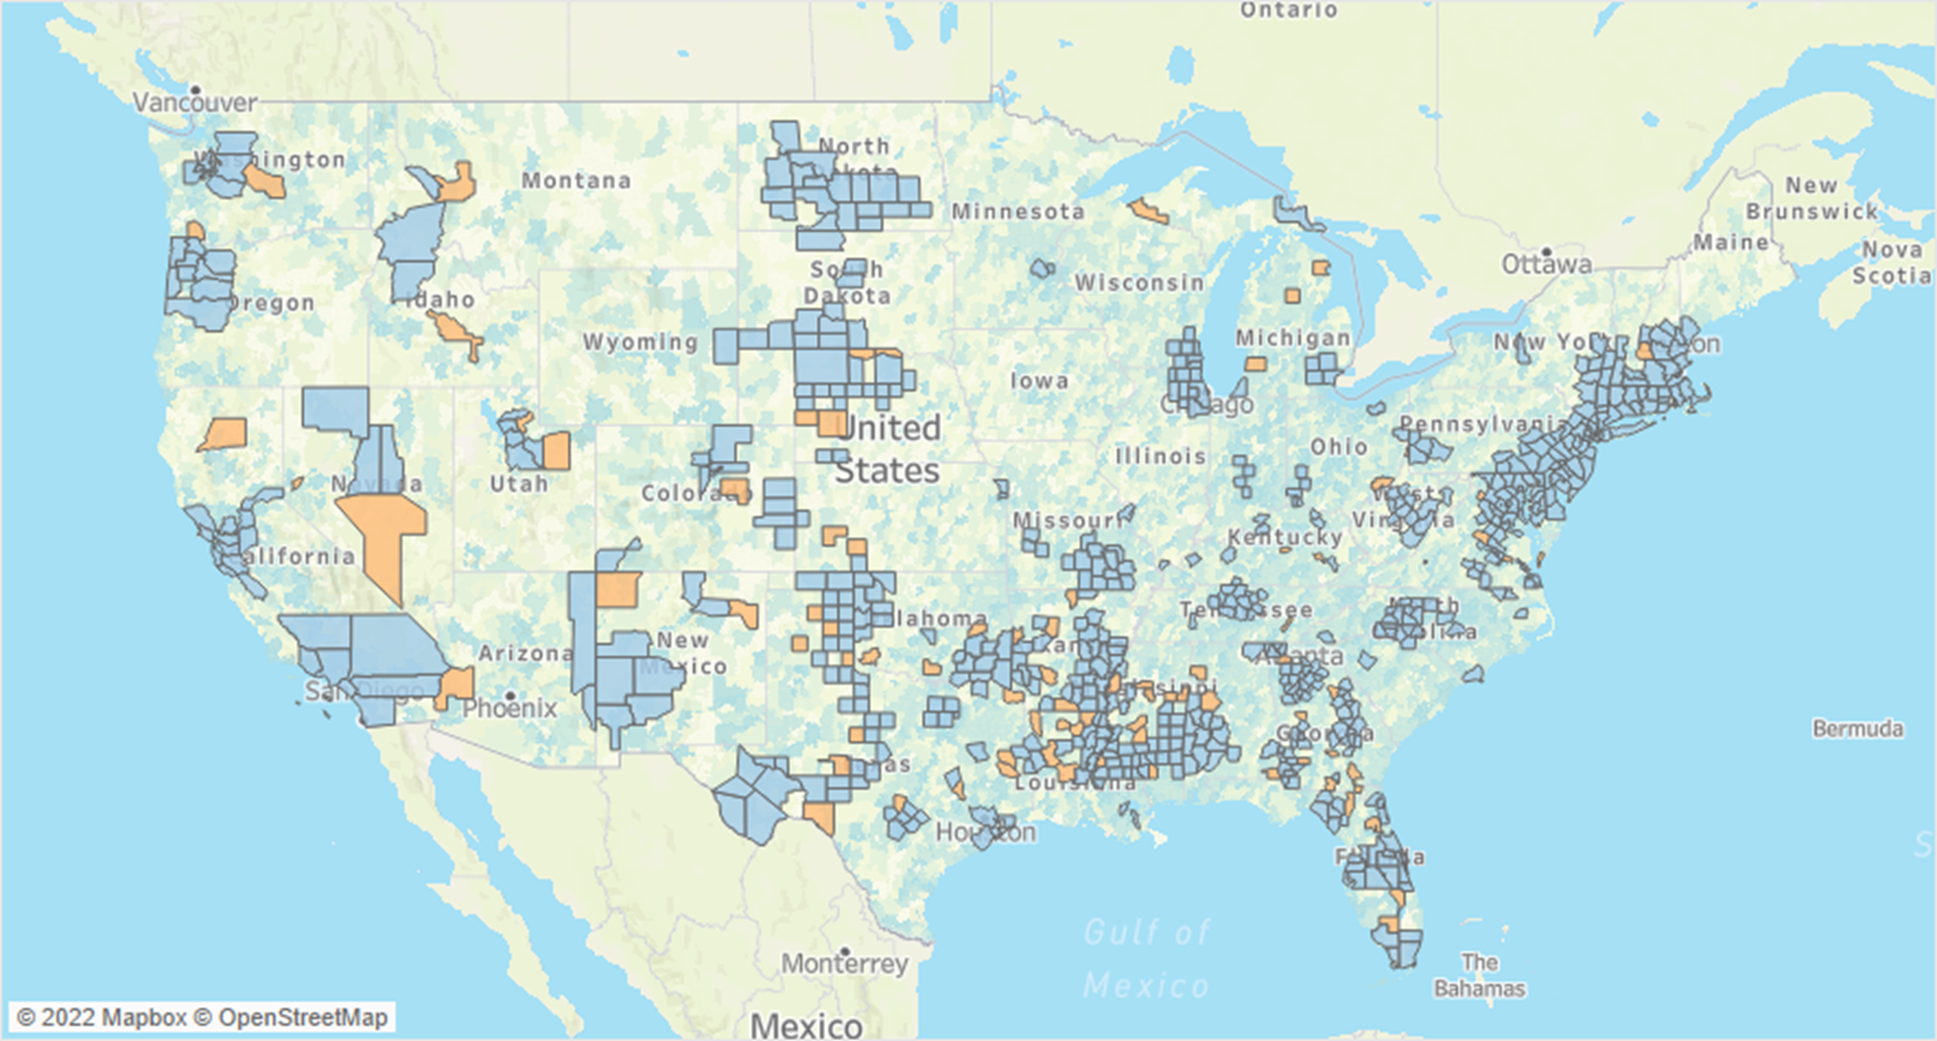 Ontario
Vancouver
Washington
North
Dakota
Montana
Minnesota
New
Brunswick
Maine
Nova
Scotia
Ottawa
Oregon
Idaho
South
Dakota
Wisconsin
Wyoming
Michigan
New York
Iowa
Chicago
Pennsylvania
United
States
Illinois
Ohio
Nevada
Utah
Colorado
Missouri
West
Virginia
Kentucky
California
Tennessee
North
Carolina
Oklahoma
Arizona
New
Mexico
Atlanta
San Diego
Phoenix
Mississippi
Georgia
Bermuda
Texas
Louisiana
Houston
Florida
Gulf of
Mexico
Monterrey
The
Bahamas
© 2022 Mapbox © OpenStreetMap
Mexico